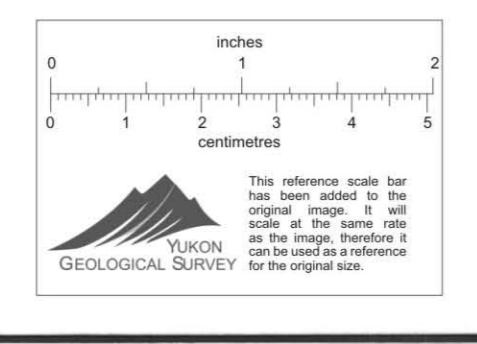 inches
0 1 2
0 1 2 3 4 5
centimetres
This reference scale bar
has been added to the
original image. It will
scale at the same rate
as the image, therefore it
can be used as a reference
for the original size.
YUKON
GEOLOGICAL SURVEY